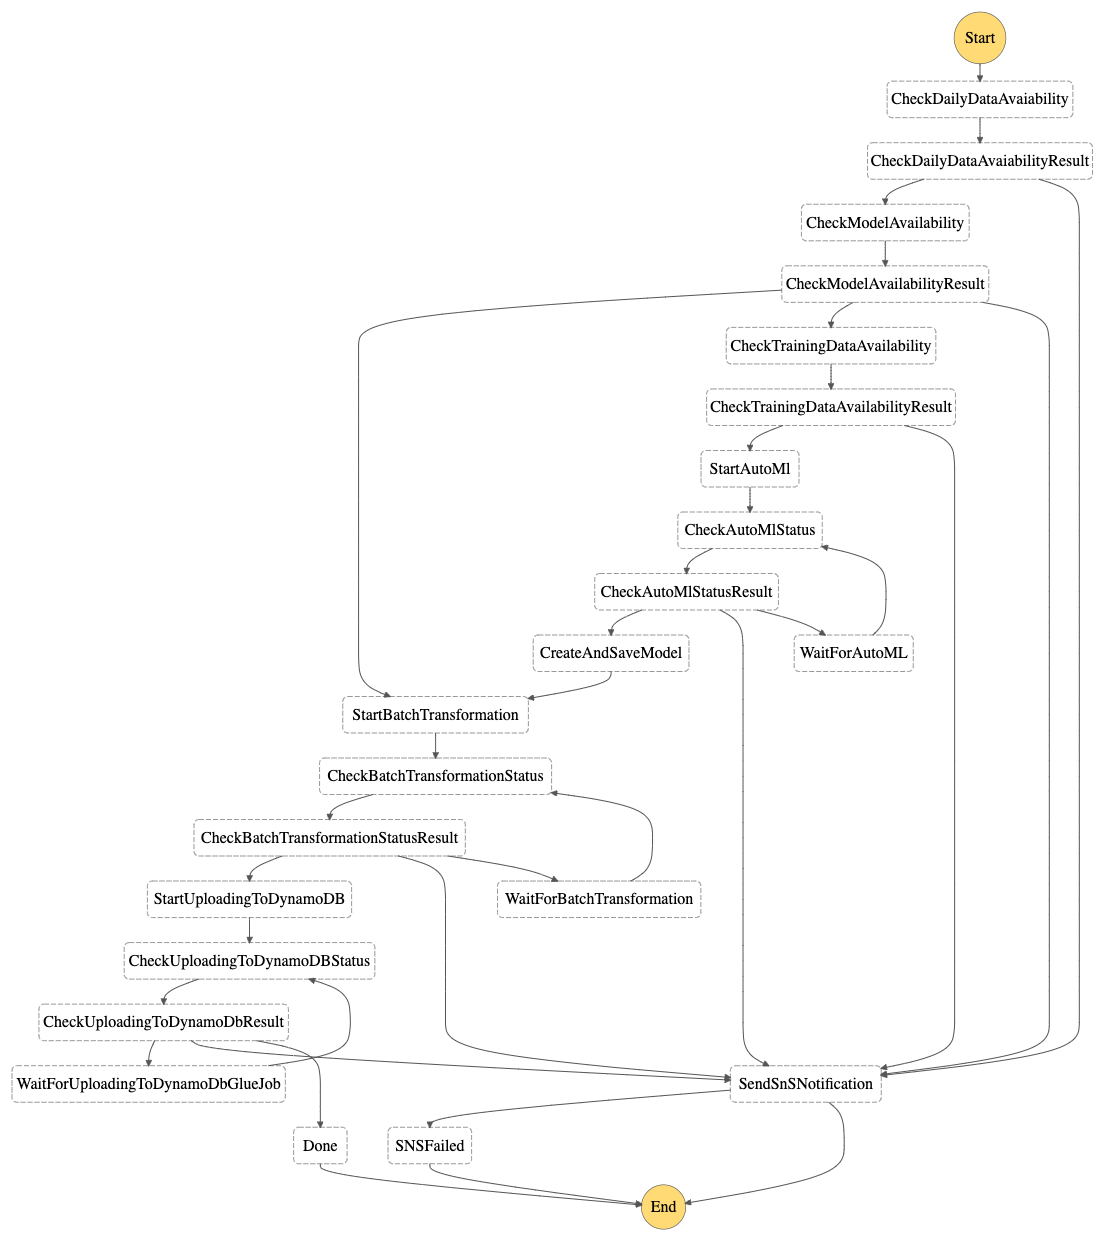 Start
CheckDailyDataAvaiability
CheckDailyDataAvaiabilityResult
CheckModelAvailability
CheckModelAvailabilityResult
CheckTrainingDataAvailability
CheckTrainingDataAvailabilityResult
StartAutoMl
CheckAutoMlStatus
CheckAutoMlStatusResult
CreateAndSaveModel
WaitForAutoML
StartBatchTransformation
CheckBatchTransformationStatus
CheckBatchTransformationStatusResult
StartUploadingToDynamoDB
WaitForBatchTransformation
CheckUploadingToDynamoDBStatus
CheckUploadingToDynamoDbResult
WaitForUploadingToDynamoDbGlueJob
SendSnSNotification
Done
SNSFailed
End